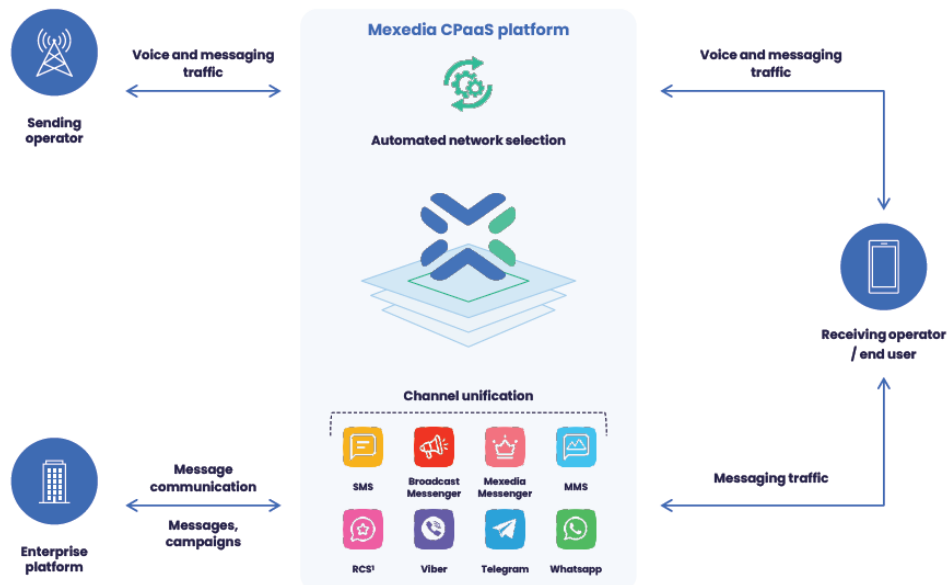 Mexedia CPaaS platform
Voice and messaging
traffic
Voice and messaging
traffic
Sending
operator
Automated network selection
Receiving operator
/ end user
Channel unification
SMS
Broadcast
Messenger
Mexedia
Messenger
MMS
Message
communication
Messages,
campaigns
Messaging traffic
Enterprise
platform
RCS¹
Viber
Telegram
Whatsapp